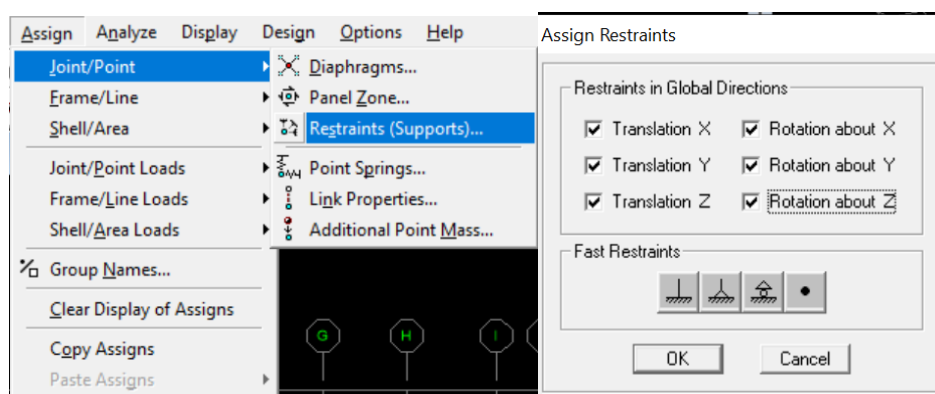 Assign Analyze Display Design Options Help
Joint/Point
Frame/Line
Shell/Area
Joint/Point Loads
Frame/Line Loads
Shell/Area Loads
Group Names...
Clear Display of Assigns
Copy Assigns
Paste Assigns
Diaphragms...
Panel Zone...
Restraints (Supports)...
Point Springs...
Link Properties...
Additional Point Mass...
G H I
Assign Restraints
Restraints in Global Directions
Translation X Rotation about X
Translation Y Rotation about Y
Translation Z Rotation about Z
Fast Restraints
OK Cancel